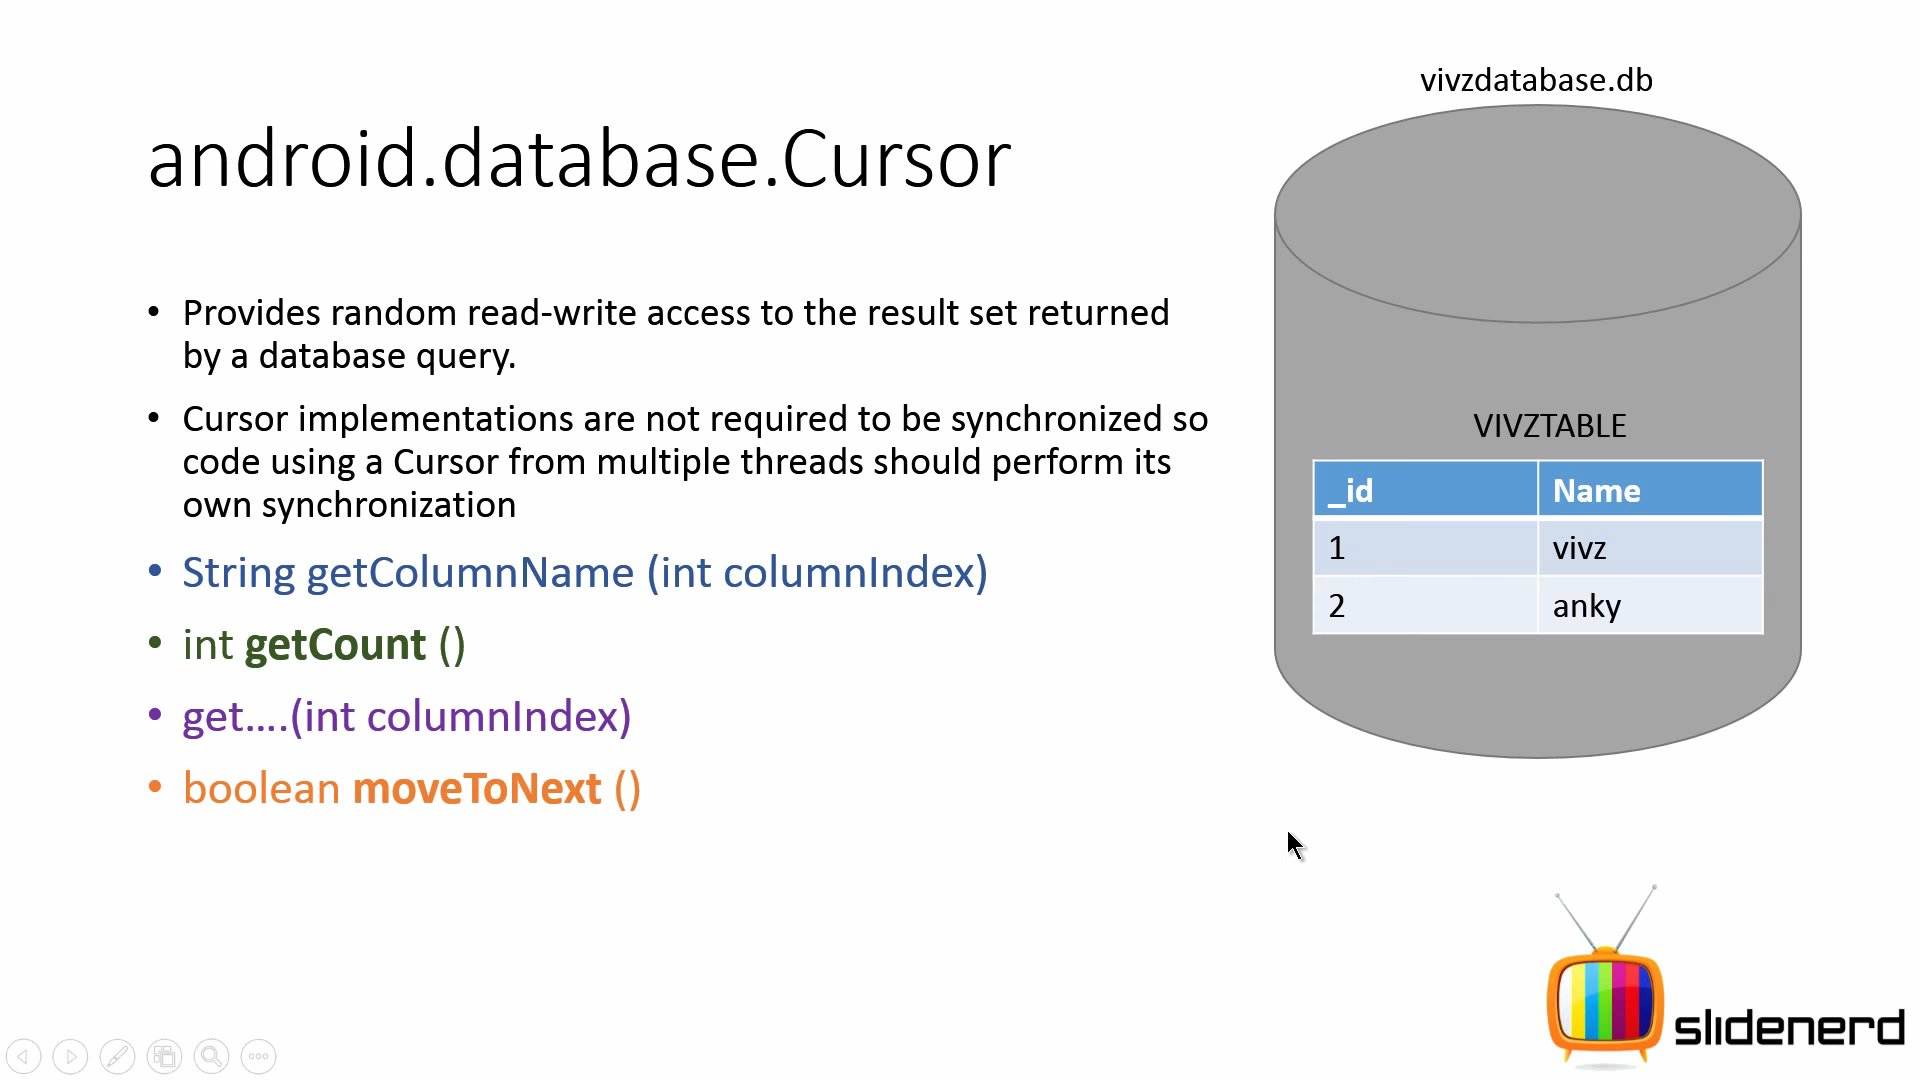 vivzdatabase.db
android.database.Cursor
• Provides random read-write access to the result set returned
by a database query.
• Cursor implementations are not required to be synchronized so
code using a Cursor from multiple threads should perform its
own synchronization
• String getColumnName (int columnIndex)
• int getCount ()
• get....(int columnIndex)
• boolean moveToNext ()
VIVZTABLE
_id Name
1 vivz
2 anky
slidenerd